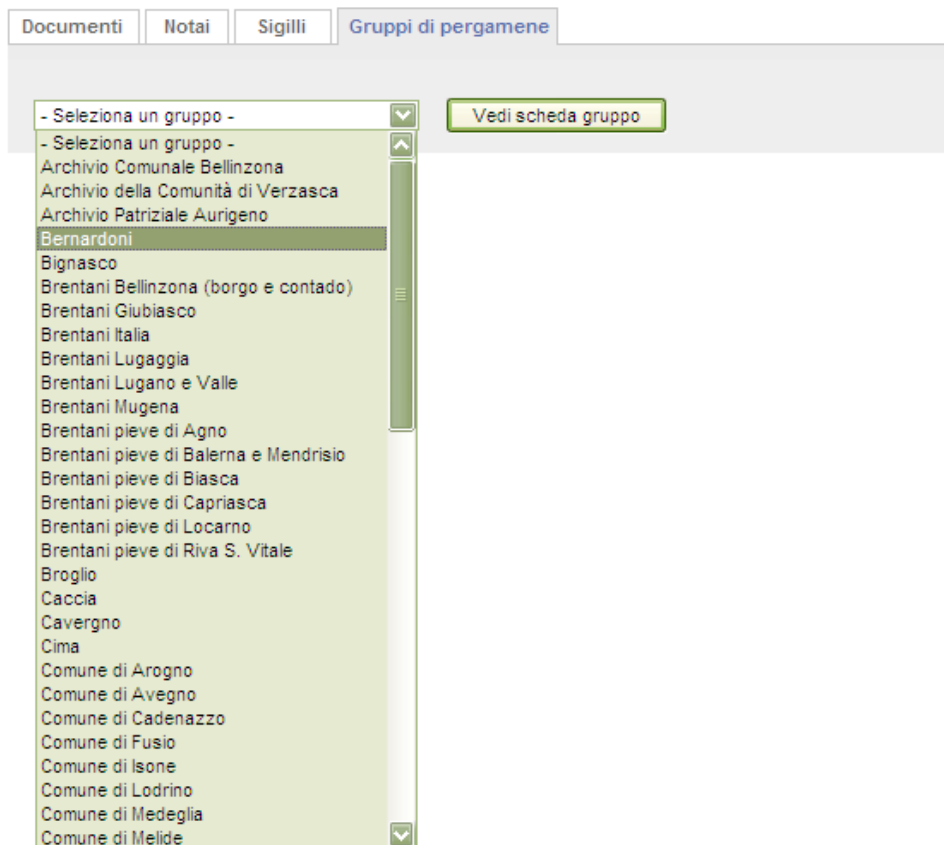 Documenti Notai Sigilli Gruppi di pergamene
- Seleziona un gruppo - Vedi scheda gruppo
- Seleziona un gruppo -
Archivio Comunale Bellinzona
Archivio della Comunità di Verzasca
Archivio Patriziale Aurigeno
Bernardoni
Bignasco
Brentani Bellinzona (borgo e contado)
Brentani Giubiasco
Brentani Italia
Brentani Lugaggia
Brentani Lugano e Valle
Brentani Mugena
Brentani pieve di Agno
Brentani pieve di Balerna e Mendrisio
Brentani pieve di Biasca
Brentani pieve di Capriasca
Brentani pieve di Locarno
Brentani pieve di Riva S. Vitale
Broglio
Caccia
Cavergno
Cima
Comune di Arogno
Comune di Avegno
Comune di Cadenazzo
Comune di Fusio
Comune di Isone
Comune di Lodrino
Comune di Medeglia
Comune di Melide